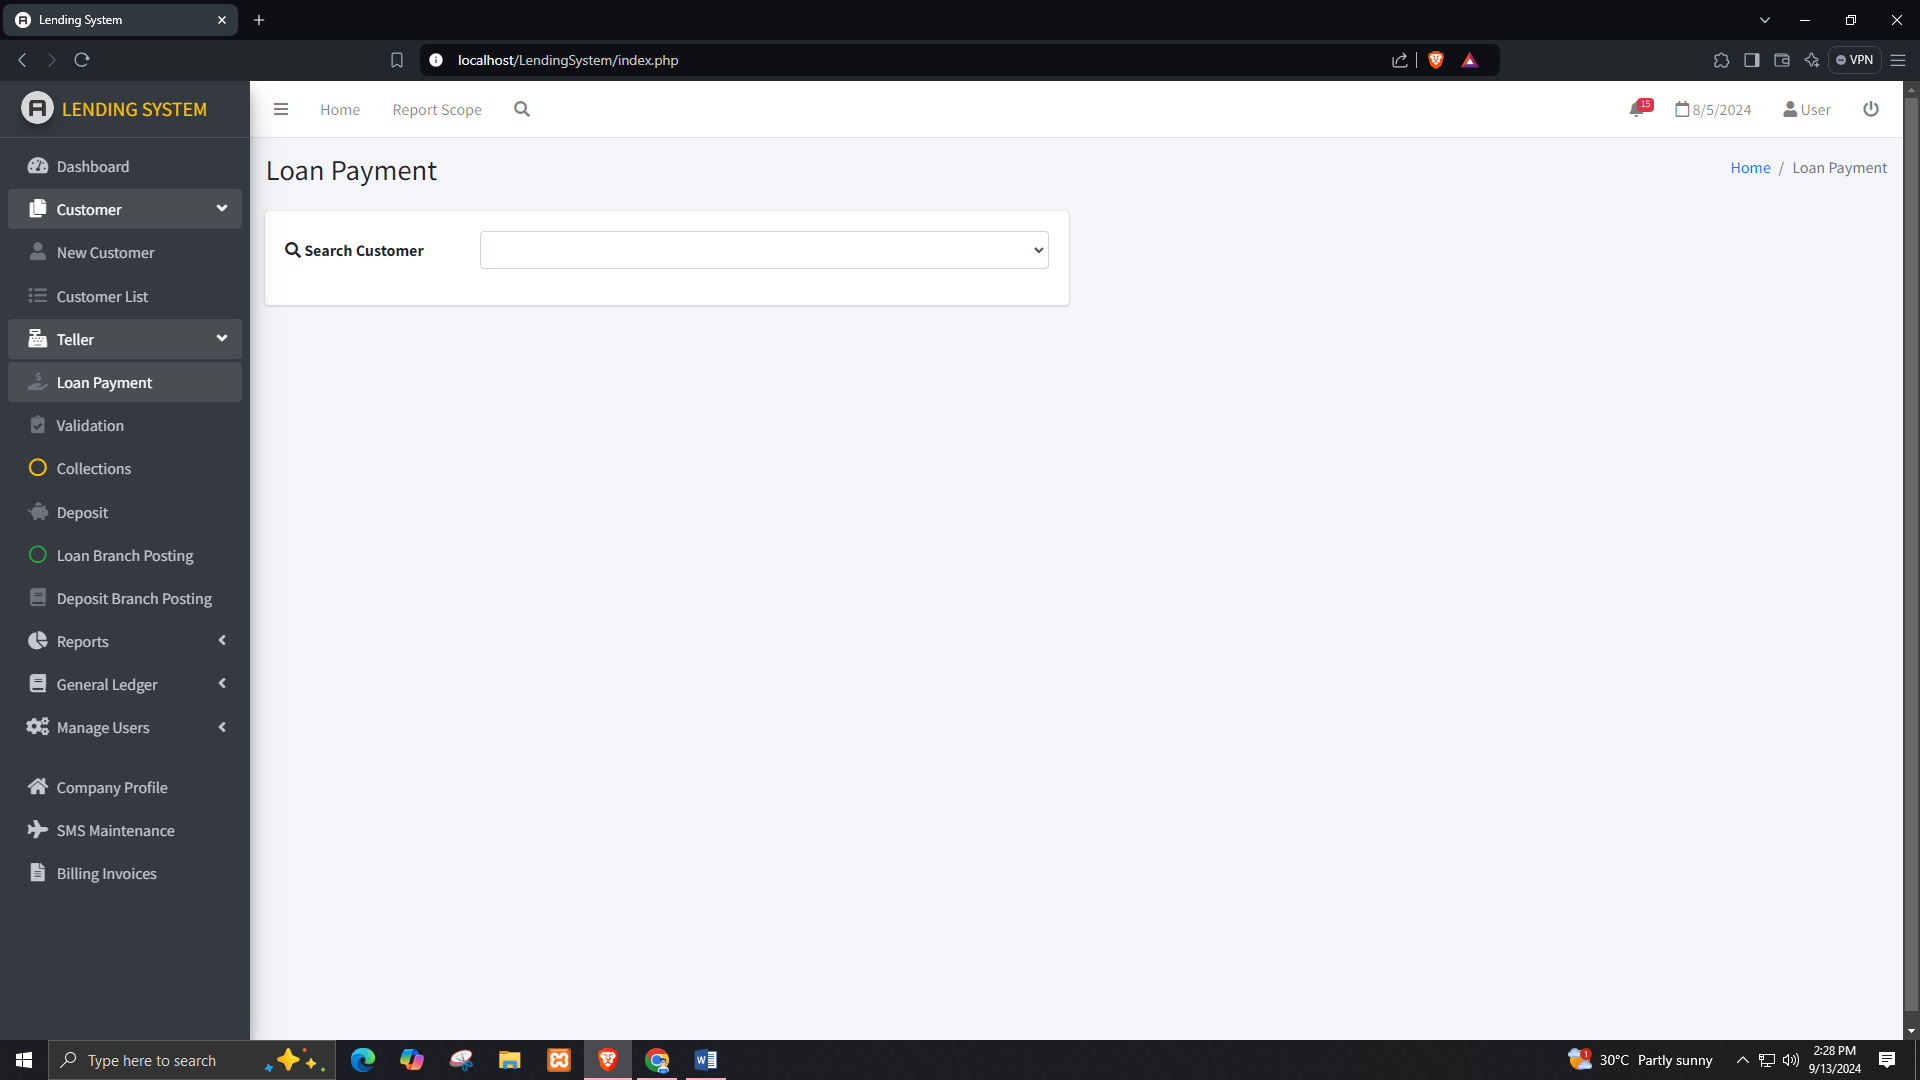 Lending System
localhost/LendingSystem/index.php
VPN
A LENDING SYSTEM
Home
Report Scope
15
8/5/2024
User
Dashboard
Customer
New Customer
Customer List
Teller
Loan Payment
Validation
Collections
Deposit
Loan Branch Posting
Deposit Branch Posting
Reports
General Ledger
Manage Users
Company Profile
SMS Maintenance
Billing Invoices
Loan Payment
Home / Loan Payment
Search Customer
Type here to search
1
30°C Partly sunny
2:28 PM
9/13/2024